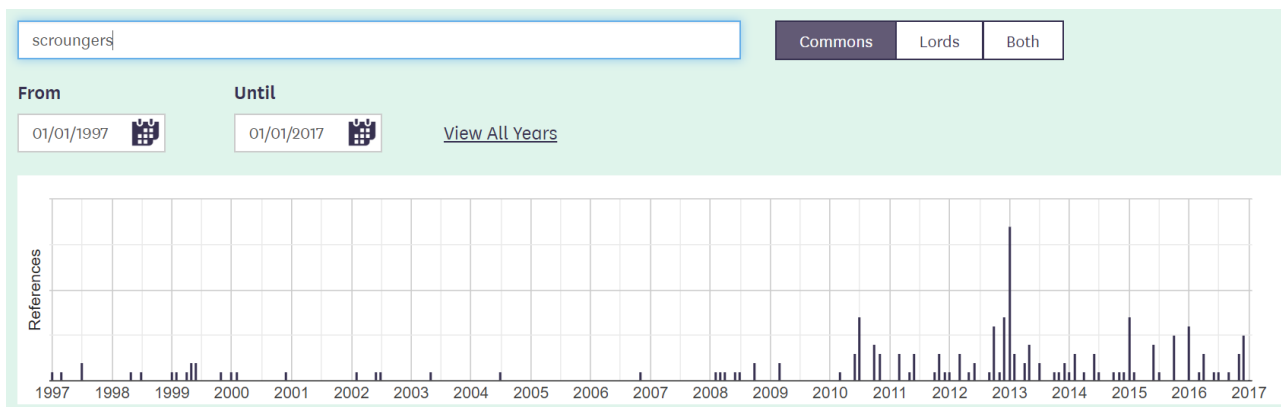 scroungers
Commons Lords Both
From Until
01/01/1997 01/01/2017 View All Years
References
1997 1998 1999 2000 2001 2002 2003 2004 2005 2006 2007 2008 2009 2010 2011 2012 2013 2014 2015 2016 2017